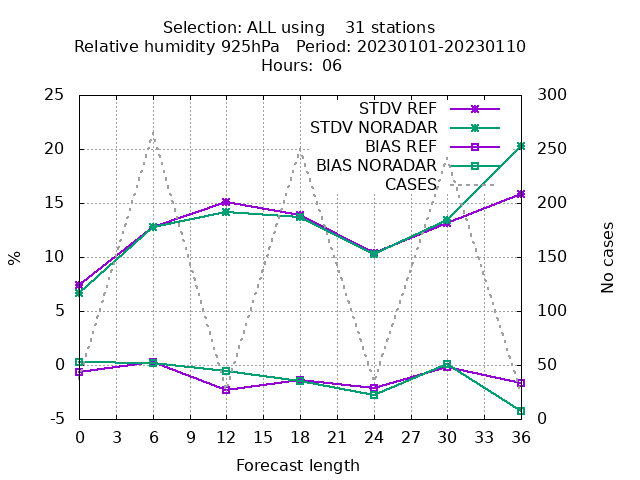 Selection: ALL using    31 stations
Relative humidity 925hPa   Period: 20230101-20230110
Hours: 06
25
20
15
10
5
0
-5
%
300
250
200
150
100
50
0
No cases
STDV REF
STDV NORADAR
BIAS REF
BIAS NORADAR
CASES
0 3 6 9 12 15 18 21 24 27 30 33 36
Forecast length